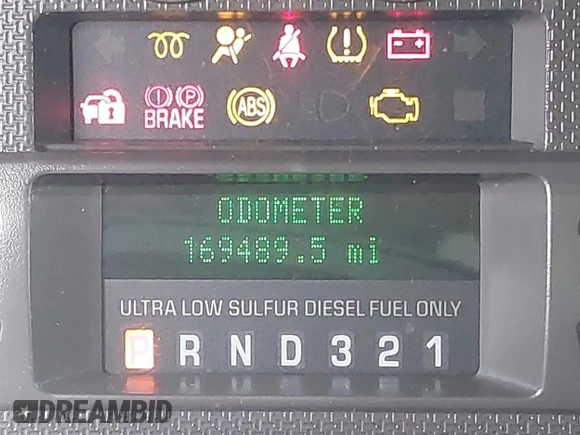 BRAKE
ABS
ODOMETER
169489.5 mi
ULTRA LOW SULFUR DIESEL FUEL ONLY
P R N D 3 2 1
DREAMBID